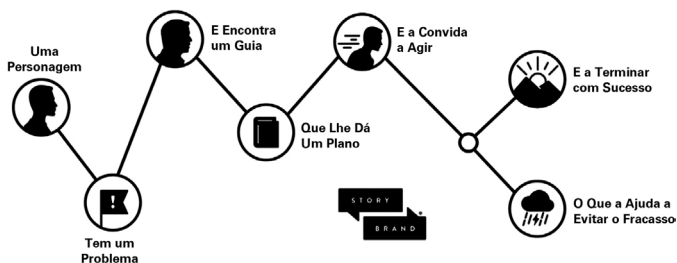 Uma
Personagem
Tem um
Problema
E Encontra
um Guia
Que Lhe Dá
Um Plano
E a Convida
a Agir
E a Terminar
com Sucesso
O Que a Ajuda a
Evitar o Fracasso
STORY
BRAND